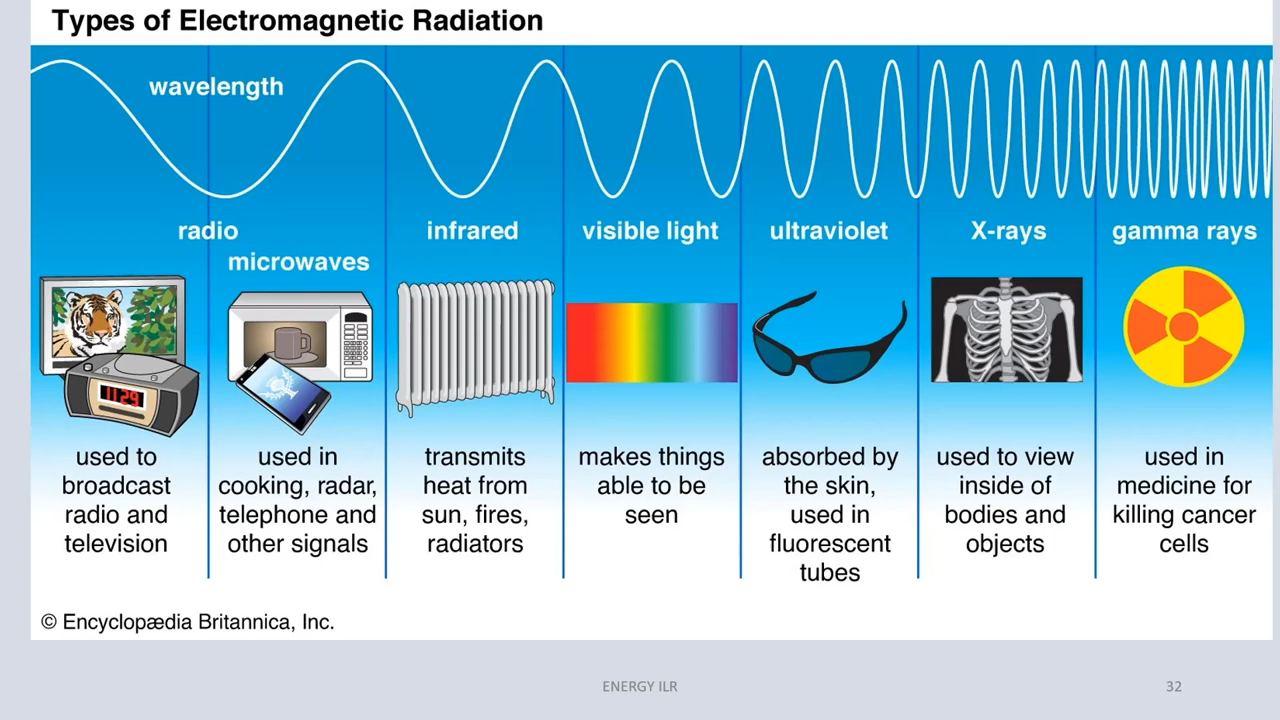 Types of Electromagnetic Radiation
wavelength
radio
microwaves
infrared
visible light
ultraviolet
X-rays
gamma rays
11:29
used to
broadcast
radio and
television
used in
cooking, radar,
telephone and
other signals
transmits
heat from
sun, fires,
radiators
makes things
able to be
seen
absorbed by
the skin,
used in
fluorescent
tubes
used to view
inside of
bodies and
objects
used in
medicine for
killing cancer
cells
© Encyclopædia Britannica, Inc.
ENERGY ILR
32